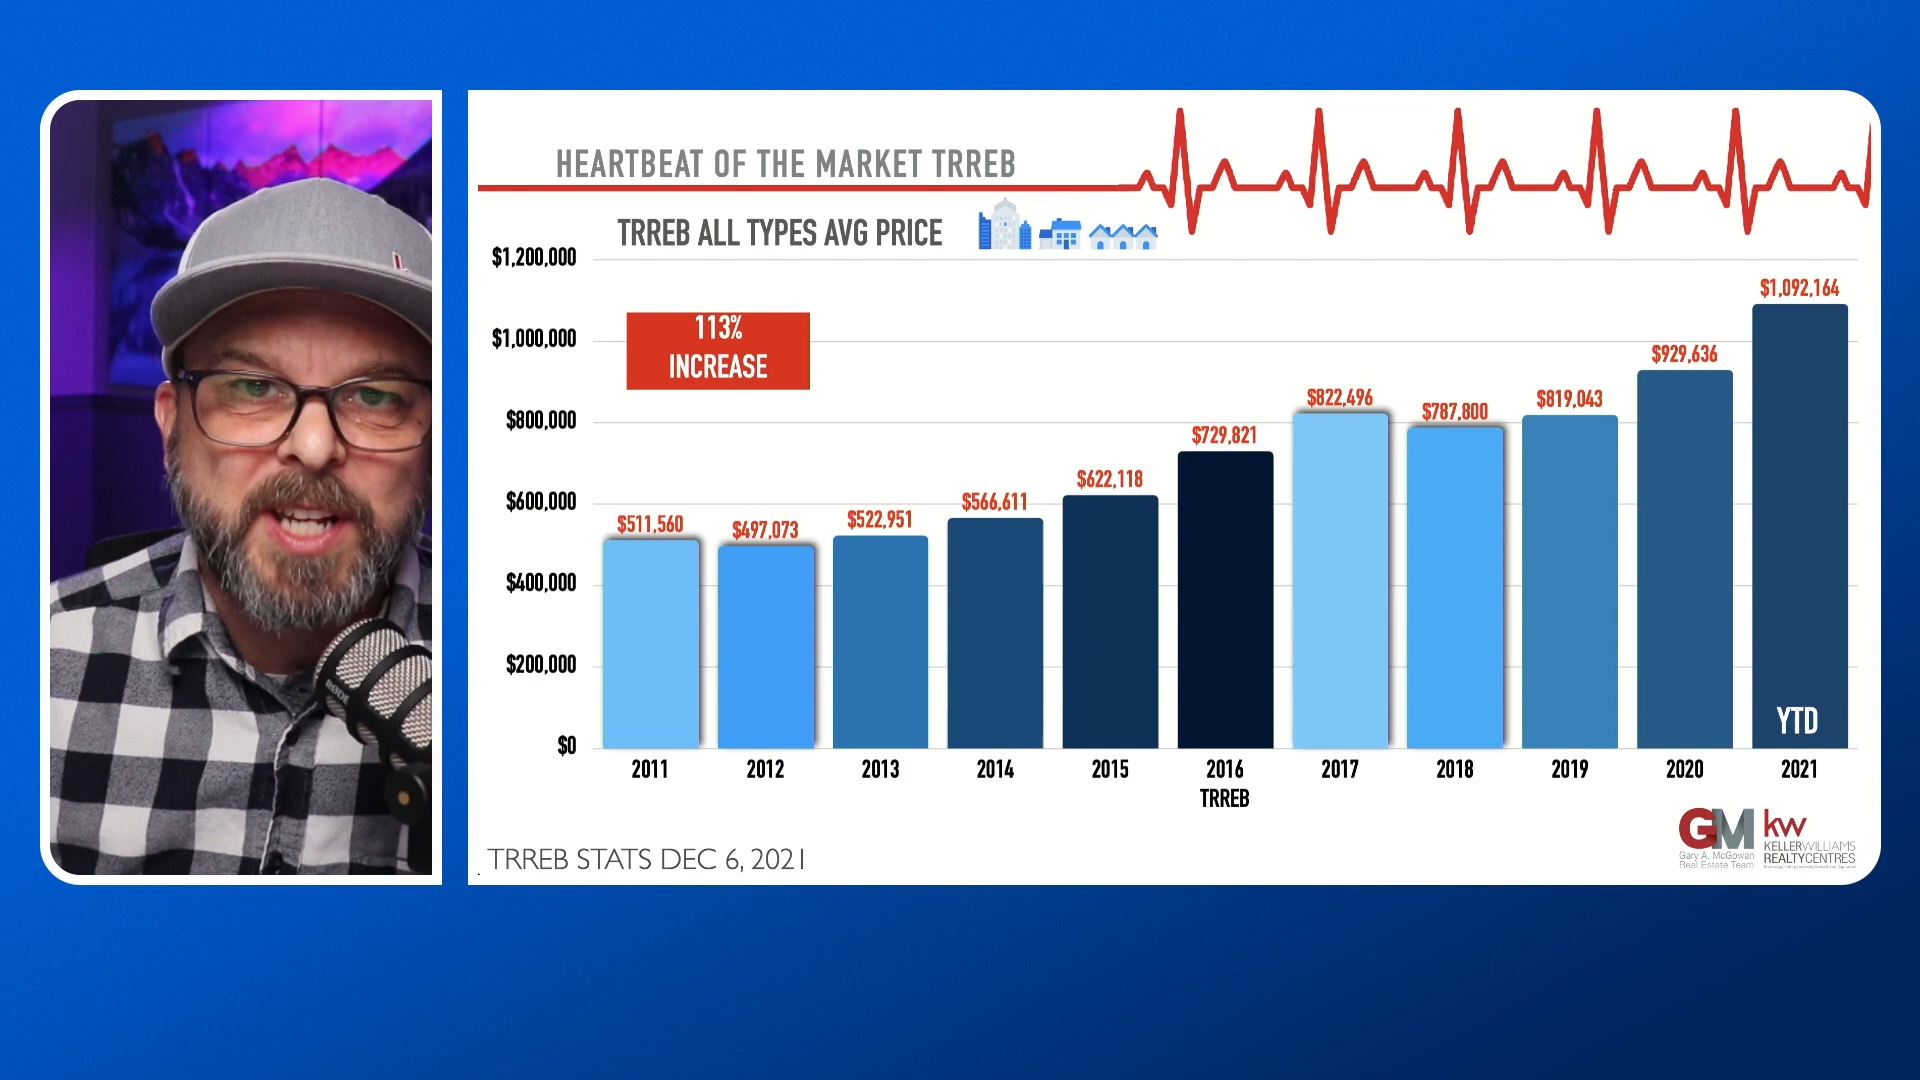 HEARTBEAT OF THE MARKET TRREB
TRREB ALL TYPES AVG PRICE
$1,200,000
$1,000,000
$800,000
$600,000
$400,000
$200,000
$0
113%
INCREASE
$511,560
$497,073
$522,951
$566,611
$622,118
$729,821
$822,496
$787,800
$819,043
$929,636
$1,092,164
YTD
2011 2012 2013 2014 2015 2016 2017 2018 2019 2020 2021
TRREB
TRREB STATS DEC 6, 2021
GM
Gary A. McGowan
Real Estate Team
kw
KELLERWILLIAMS
REALTYCENTRES
RODE